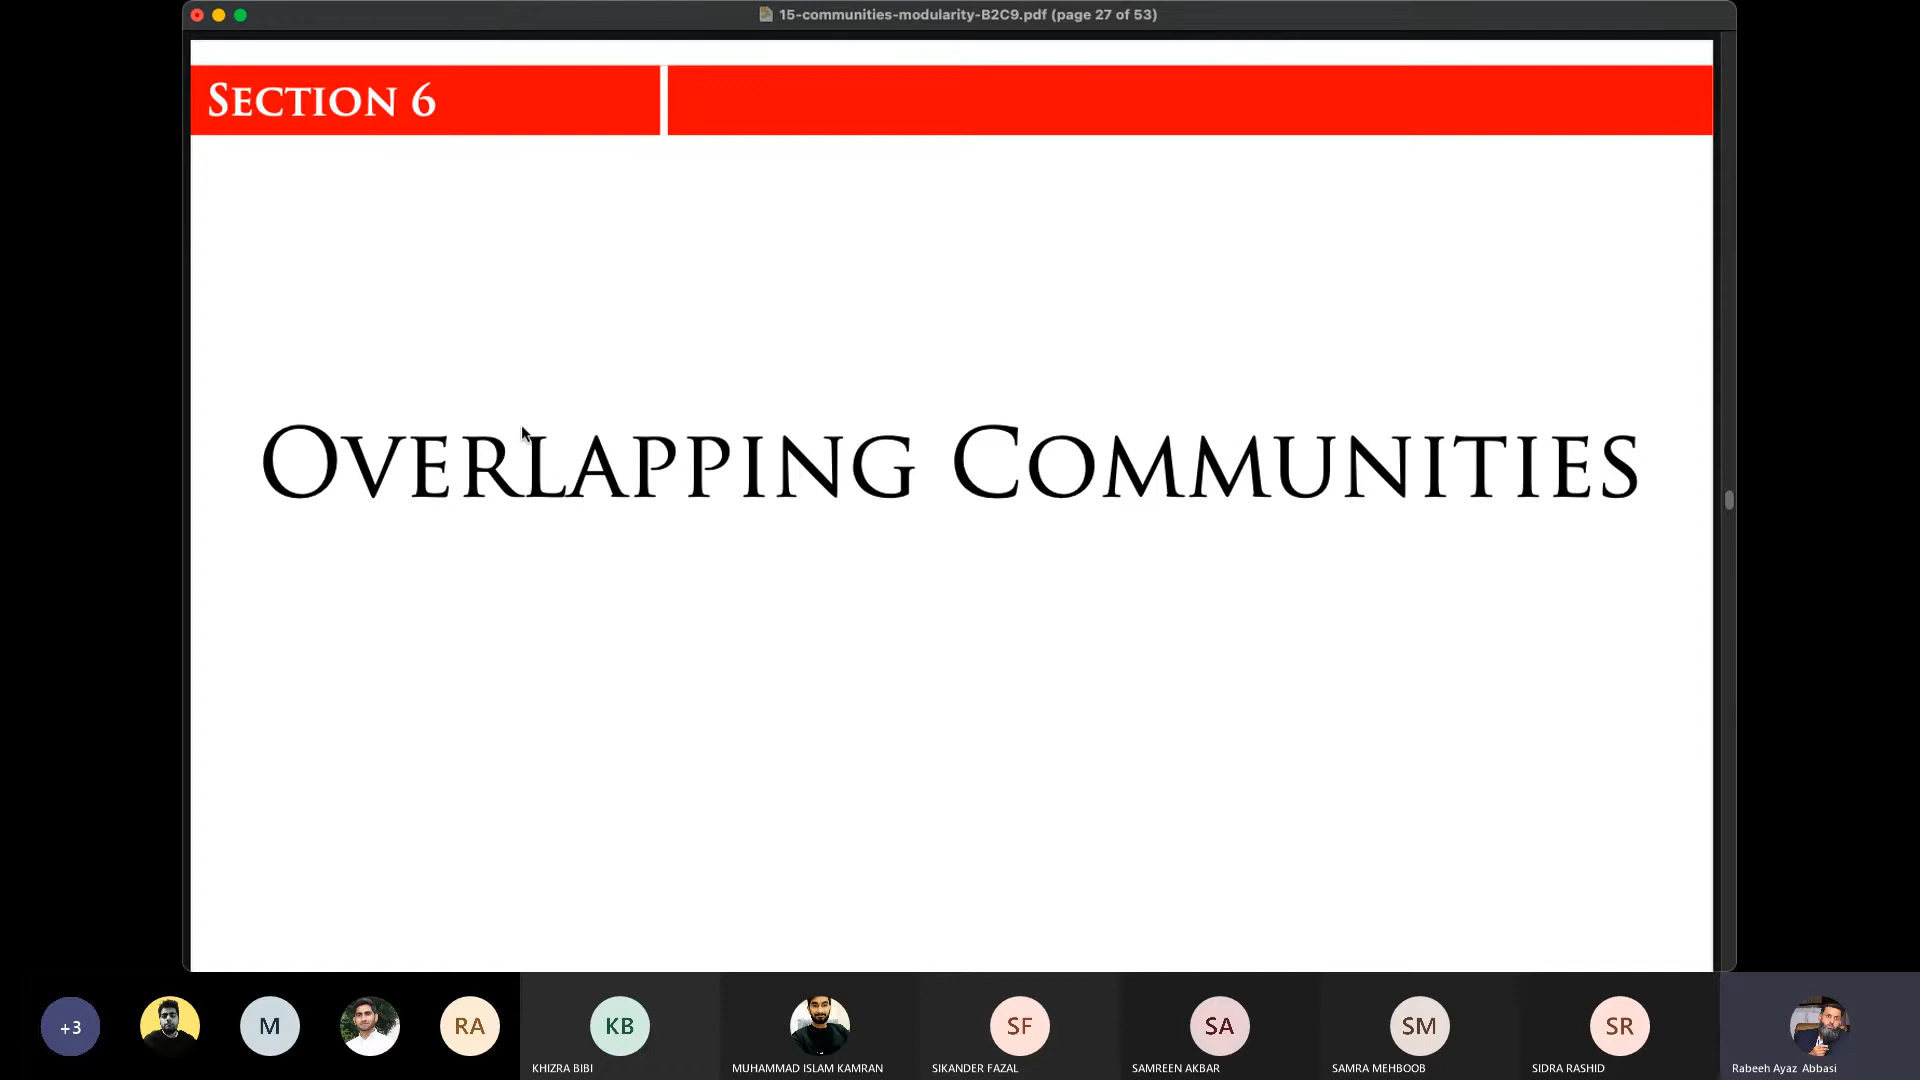 15-communities-modularity-B2C9.pdf (page 27 of 53)
SECTION 6
OVERLAPPING COMMUNITIES
+3
M
RA
KB
SF
SA
SM
SR
KHIZRA BIBI
MUHAMMAD ISLAM KAMRAN
SIKANDER FAZAL
SAMREEN AKBAR
SAMRA MEHBOOB
SIDRA RASHID
Rabeeh Ayaz Abbasi